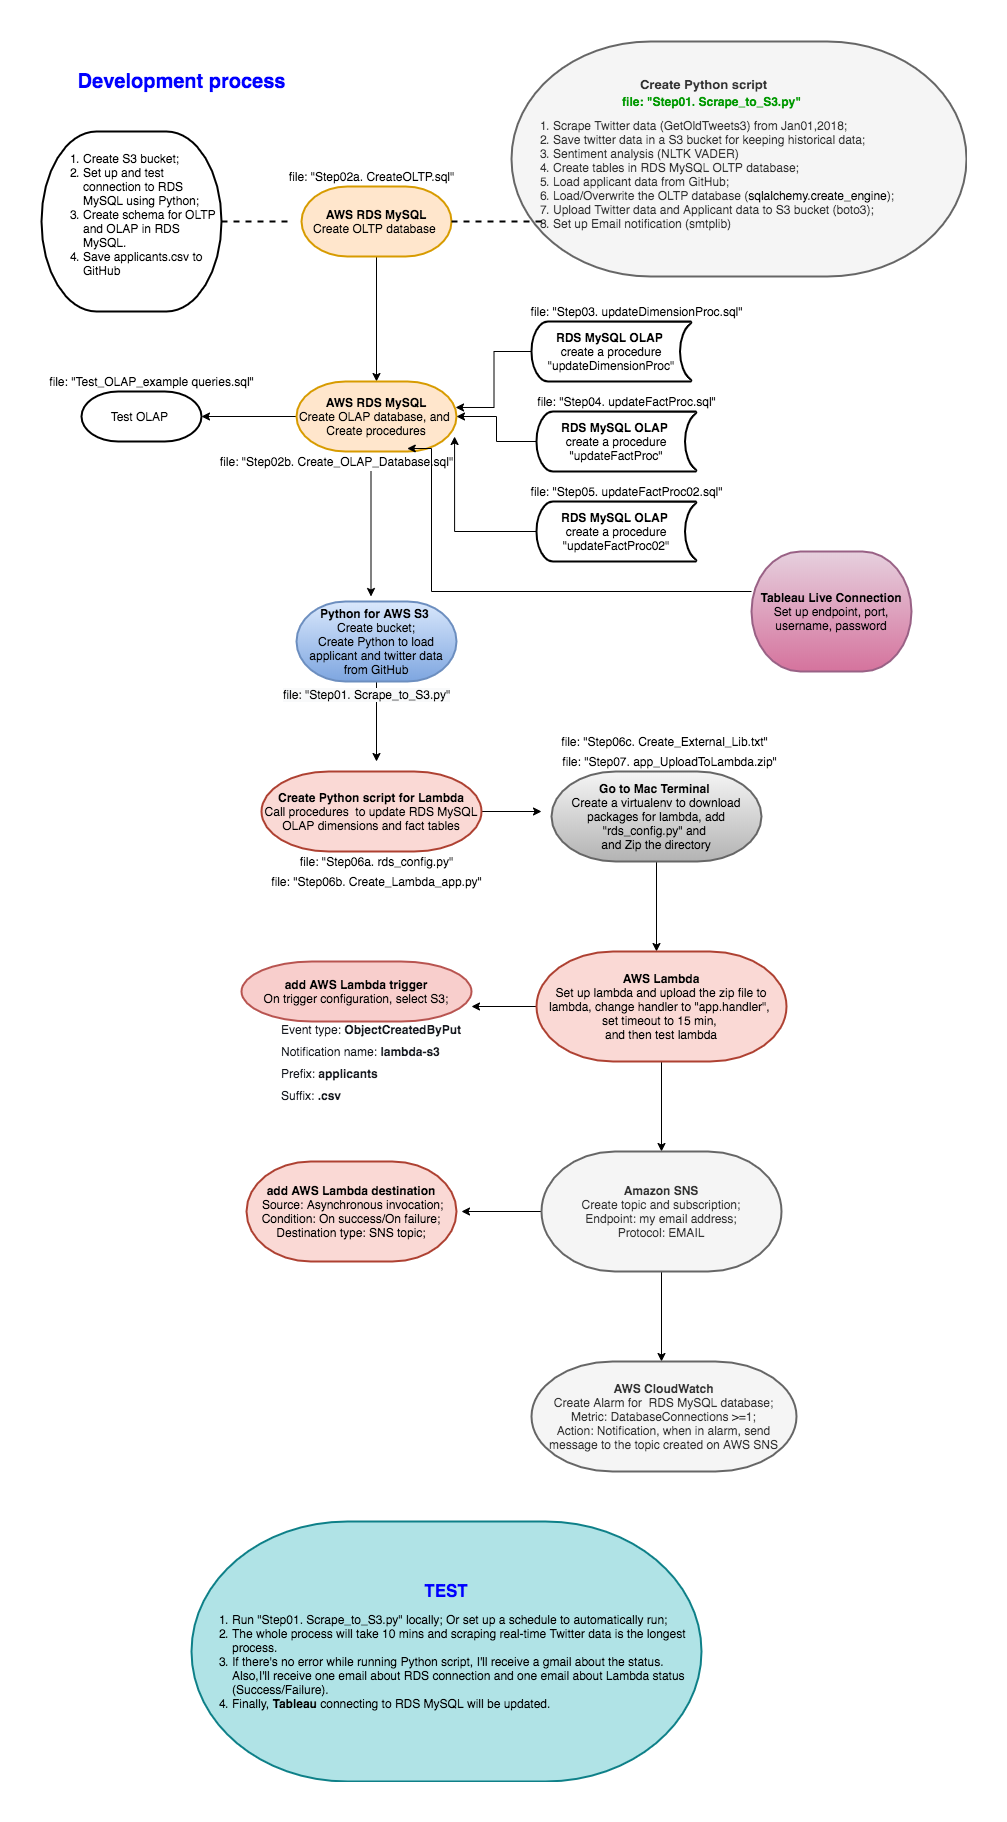 Development process
Create Python script
file: "Step01. Scrape_to_S3.py"
1. Scrape Twitter data (GetOldTweets3) from Jan01,2018;
2. Save twitter data in a S3 bucket for keeping historical data;
3. Sentiment analysis (NLTK VADER)
4. Create tables in RDS MySQL OLTP database;
5. Load applicant data from GitHub;
6. Load/Overwrite the OLTP database (sqlalchemy.create_engine);
7. Upload Twitter data and Applicant data to S3 bucket (boto3);
8. Set up Email notification (smtplib)
1. Create S3 bucket;
2. Set up and test
connection to RDS
MySQL using Python;
3. Create schema for OLTP
and OLAP in RDS
MySQL.
4. Save applicants.csv to
GitHub
file: "Step02a. CreateOLTP.sql"
AWS RDS MySQL
Create OLTP database
file: "Step03. updateDimensionProc.sql"
RDS MySQL OLAP
create a procedure
"updateDimensionProc"
file: "Test_OLAP_example queries.sql"
Test OLAP
AWS RDS MySQL
Create OLAP database, and
Create procedures
file: "Step02b. Create_OLAP_Database.sql"
file: "Step04. updateFactProc.sql"
RDS MySQL OLAP
create a procedure
"updateFactProc"
file: "Step05. updateFactProc02.sql"
RDS MySQL OLAP
create a procedure
"updateFactProc02"
Tableau Live Connection
Set up endpoint, port,
username, password
Python for AWS S3
Create bucket;
Create Python to load
applicant and twitter data
from GitHub
file: "Step01. Scrape_to_S3.py"
file: "Step06c. Create_External_Lib.txt"
file: "Step07. app_UploadToLambda.zip"
Create Python script for Lambda
Call procedures  to update RDS MySQL
OLAP dimensions and fact tables
file: "Step06a. rds_config.py"
file: "Step06b. Create_Lambda_app.py"
Go to Mac Terminal
Create a virtualenv to download
packages for lambda, add
"rds_config.py" and
and Zip the directory
add AWS Lambda trigger
On trigger configuration, select S3;
Event type: ObjectCreatedByPut
Notification name: lambda-s3
Prefix: applicants
Suffix: .csv
AWS Lambda
Set up lambda and upload the zip file to
lambda, change handler to "app.handler",
set timeout to 15 min,
and then test lambda
add AWS Lambda destination
Source: Asynchronous invocation;
Condition: On success/On failure;
Destination type: SNS topic;
Amazon SNS
Create topic and subscription;
Endpoint: my email address;
Protocol: EMAIL
AWS CloudWatch
Create Alarm for  RDS MySQL database;
Metric: DatabaseConnections >=1;
Action: Notification, when in alarm, send
message to the topic created on AWS SNS
TEST
1. Run "Step01. Scrape_to_S3.py" locally; Or set up a schedule to automatically run;
2. The whole process will take 10 mins and scraping real-time Twitter data is the longest
process.
3. If there's no error while running Python script, I'll receive a gmail about the status.
Also,I'll receive one email about RDS connection and one email about Lambda status
(Success/Failure).
4. Finally, Tableau connecting to RDS MySQL will be updated.